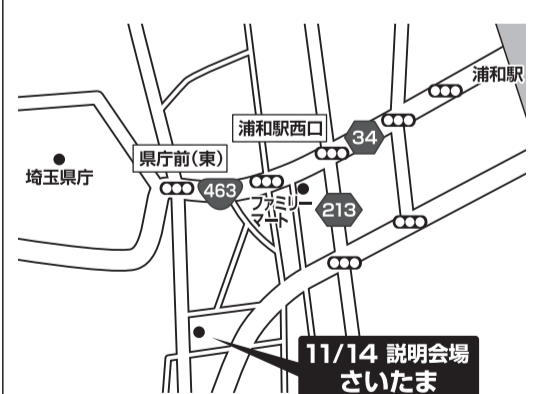 浦和駅
浦和駅西口
34
県庁前(東)
埼玉県庁
463
ファミリー
マート
213
11/14 説明会場
さいたま